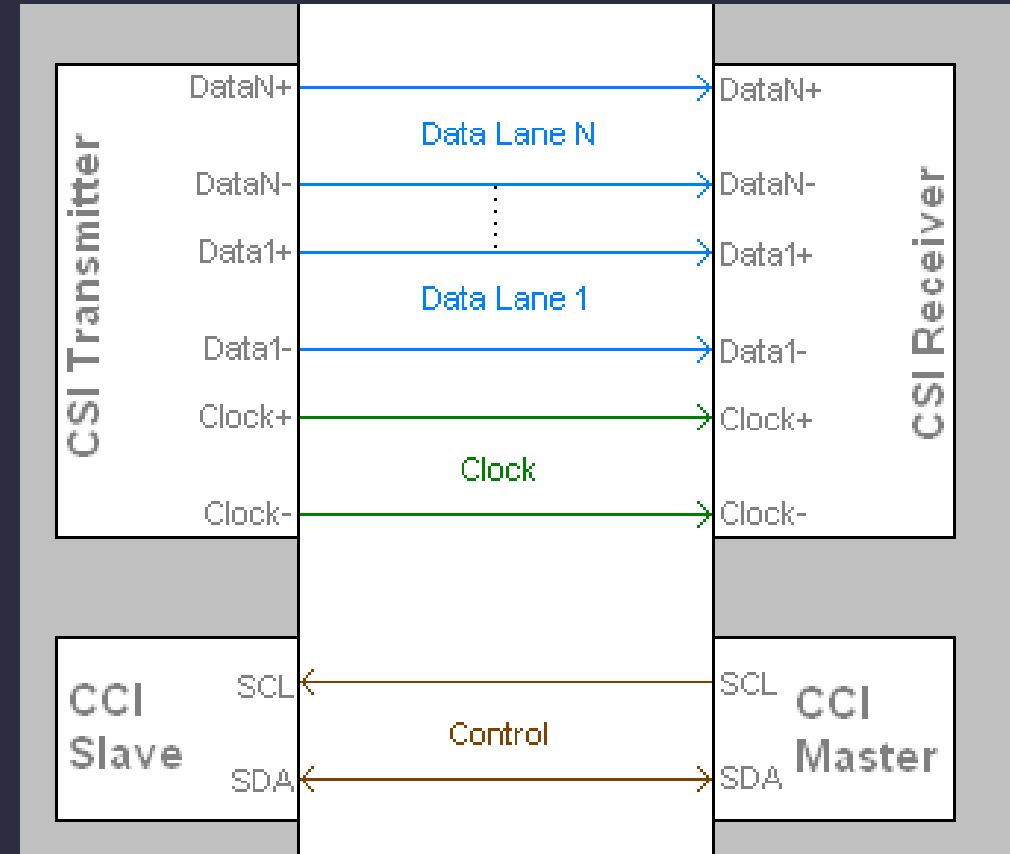 CSI Transmitter
DataN+
DataN-
Data1+
Data1-
Clock+
Clock-
Data Lane N
Data Lane 1
Clock
DataN+
DataN-
Data1+
Data1-
Clock+
Clock-
CSI Receiver
CCI
Slave
SCL
SDA
Control
SCL
SDA
CCI
Master